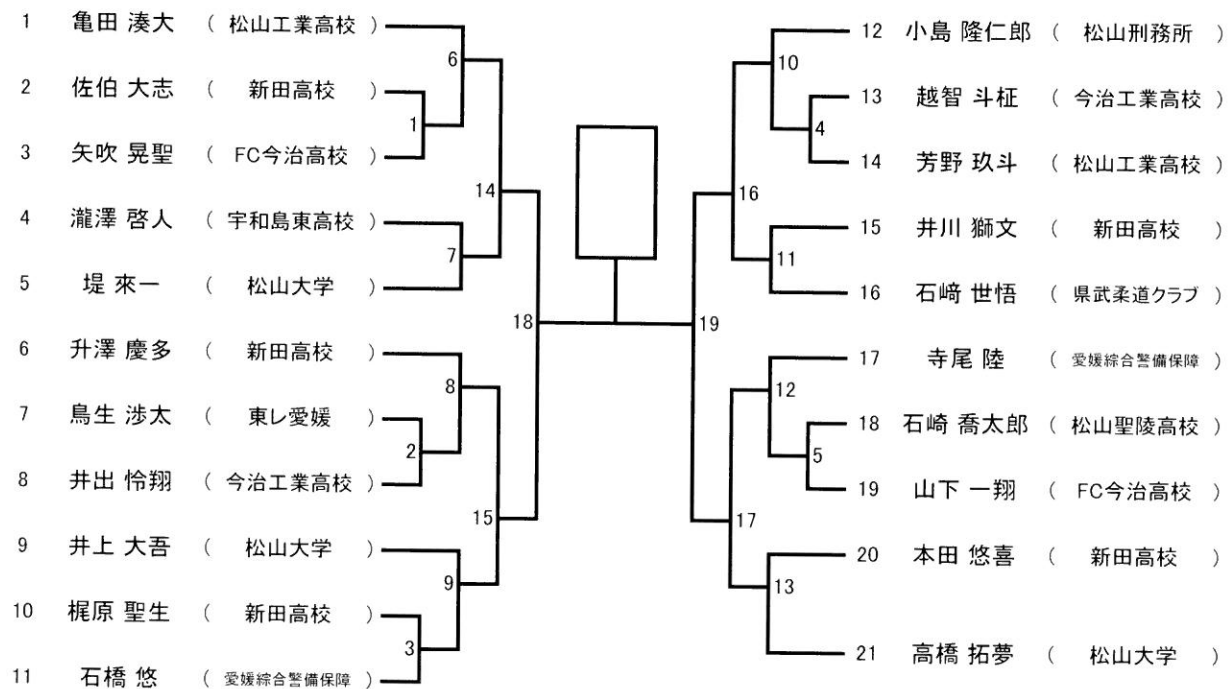 1 亀田 湊大 （ 松山工業高校 ）
2 佐伯 大志 （ 新田高校 ）
3 矢吹 晃聖 （ FC今治高校 ）
4 瀧澤 啓人 （ 宇和島東高校 ）
5 堤 來一 （ 松山大学 ）
6 升澤 慶多 （ 新田高校 ）
7 鳥生 渉太 （ 東レ愛媛 ）
8 井出 怜翔 （ 今治工業高校 ）
9 井上 大吾 （ 松山大学 ）
10 梶原 聖生 （ 新田高校 ）
11 石橋 悠 （ 愛媛綜合警備保障 ）
6
1
14
7
18
8
2
15
9
3
10
4
16
11
19
12
5
17
13
12 小島 隆仁郎 （ 松山刑務所 ）
13 越智 斗柾 （ 今治工業高校 ）
14 芳野 玖斗 （ 松山工業高校 ）
15 井川 獅文 （ 新田高校 ）
16 石﨑 世悟 （ 県武柔道クラブ ）
17 寺尾 陸 （ 愛媛綜合警備保障 ）
18 石崎 喬太郎 （ 松山聖陵高校 ）
19 山下 一翔 （ FC今治高校 ）
20 本田 悠喜 （ 新田高校 ）
21 高橋 拓夢 （ 松山大学 ）